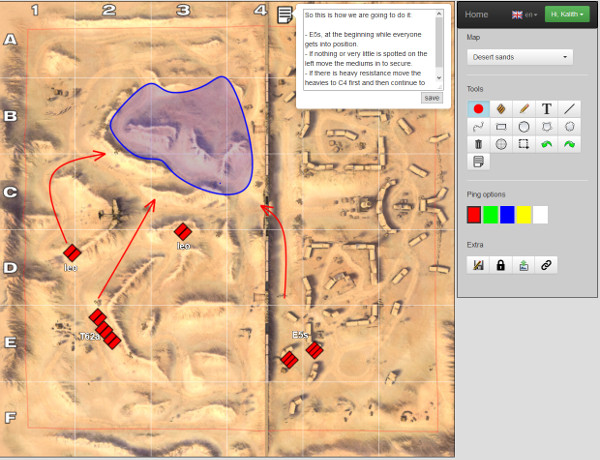 1 2 3 4
A
B
C
D
E
F
leo
leo
T62a
E5s
So this is how we are going to do it
- E5s, at the beginning while everyone
gets into position
- If nothing or very little is spotted on the
left move the mediums in to secure
- If there is heavy resistance move the
heavies to C4 first and then continue to
save
Home
en
Hi, Kalith
Map
Desert sands
Tools
T
Ping options
Extra